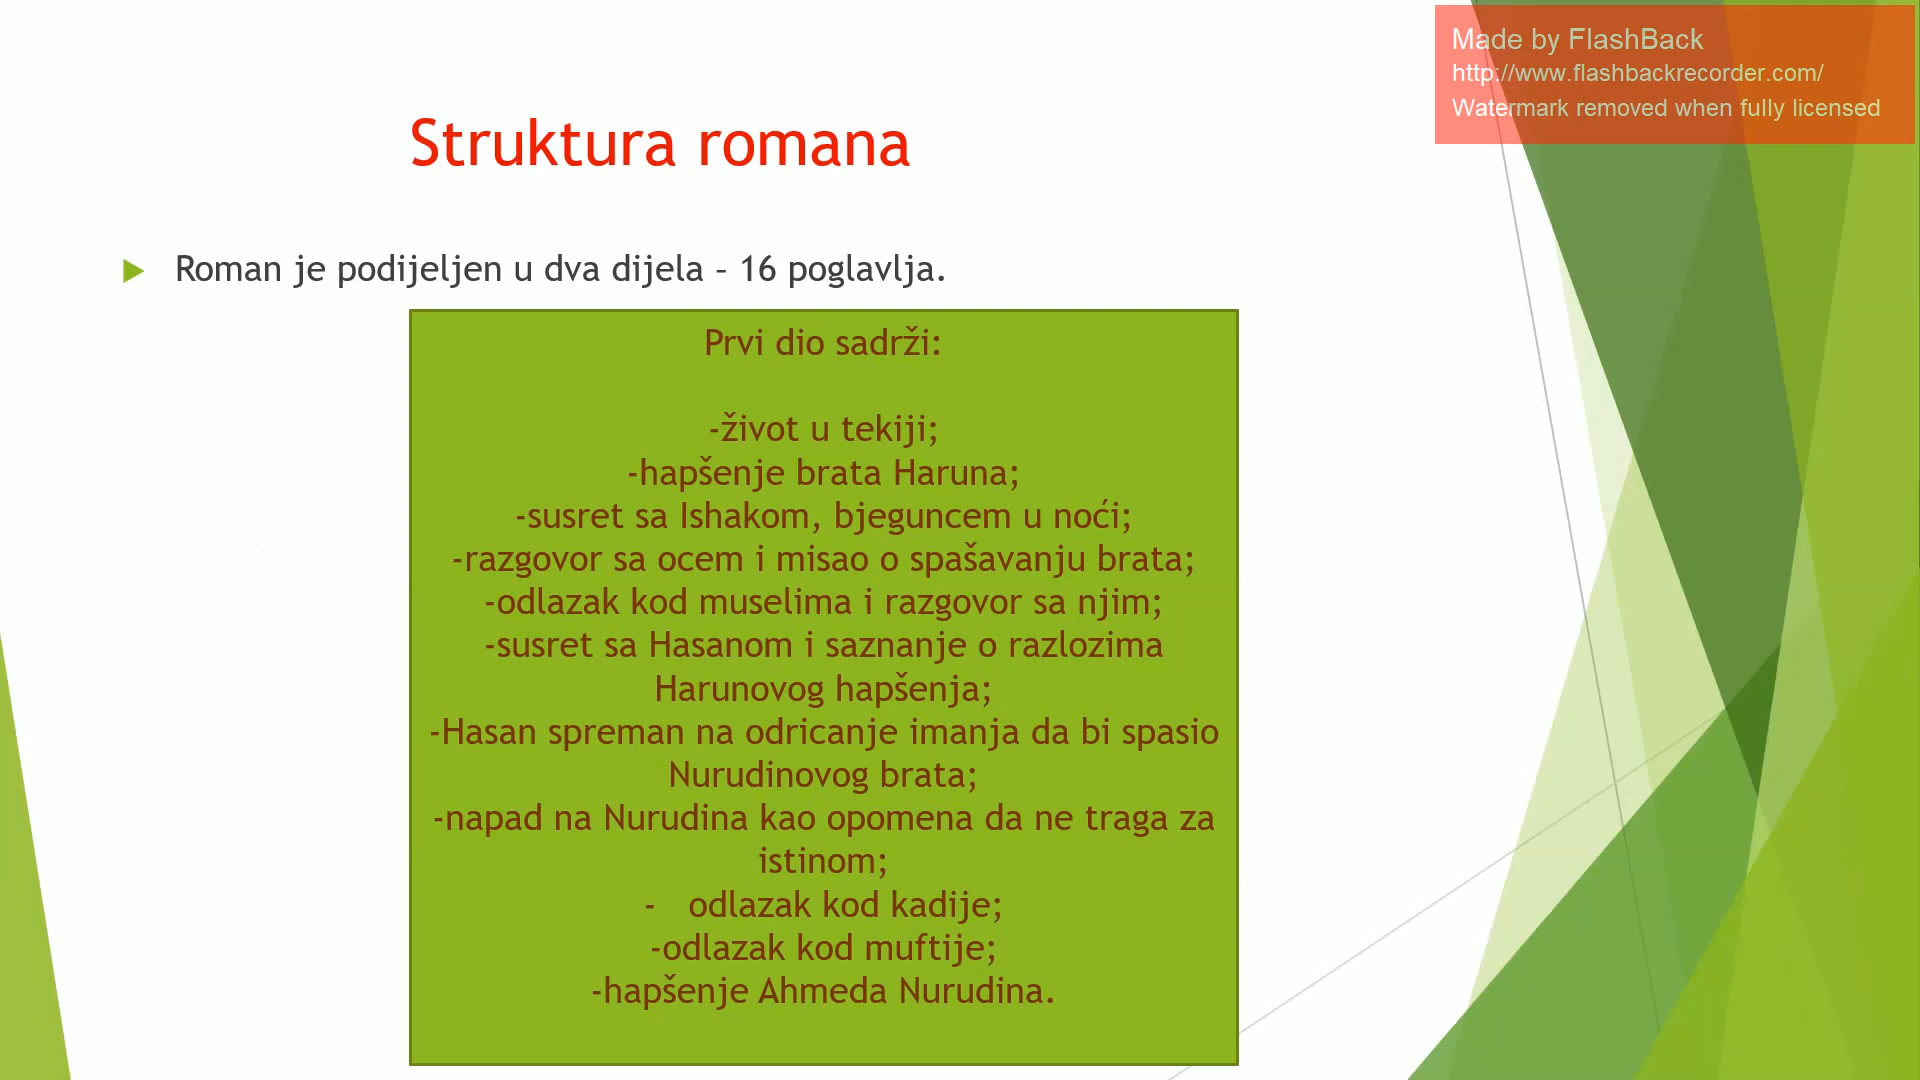 Made by FlashBack
http://www.flashbackrecorder.com/
Watermark removed when fully licensed
Struktura romana
Roman je podijeljen u dva dijela – 16 poglavlja.
Prvi dio sadrži:
-život u tekiji;
-hapšenje brata Haruna;
-susret sa Ishakom, bjeguncem u noći;
-razgovor sa ocem i misao o spašavanju brata;
-odlazak kod muselima i razgovor sa njim;
-susret sa Hasanom i saznanje o razlozima
Harunovog hapšenja;
-Hasan spreman na odricanje imanja da bi spasio
Nurudinovog brata;
-napad na Nurudina kao opomena da ne traga za
istinom;
- odlazak kod kadije;
-odlazak kod muftije;
-hapšenje Ahmeda Nurudina.